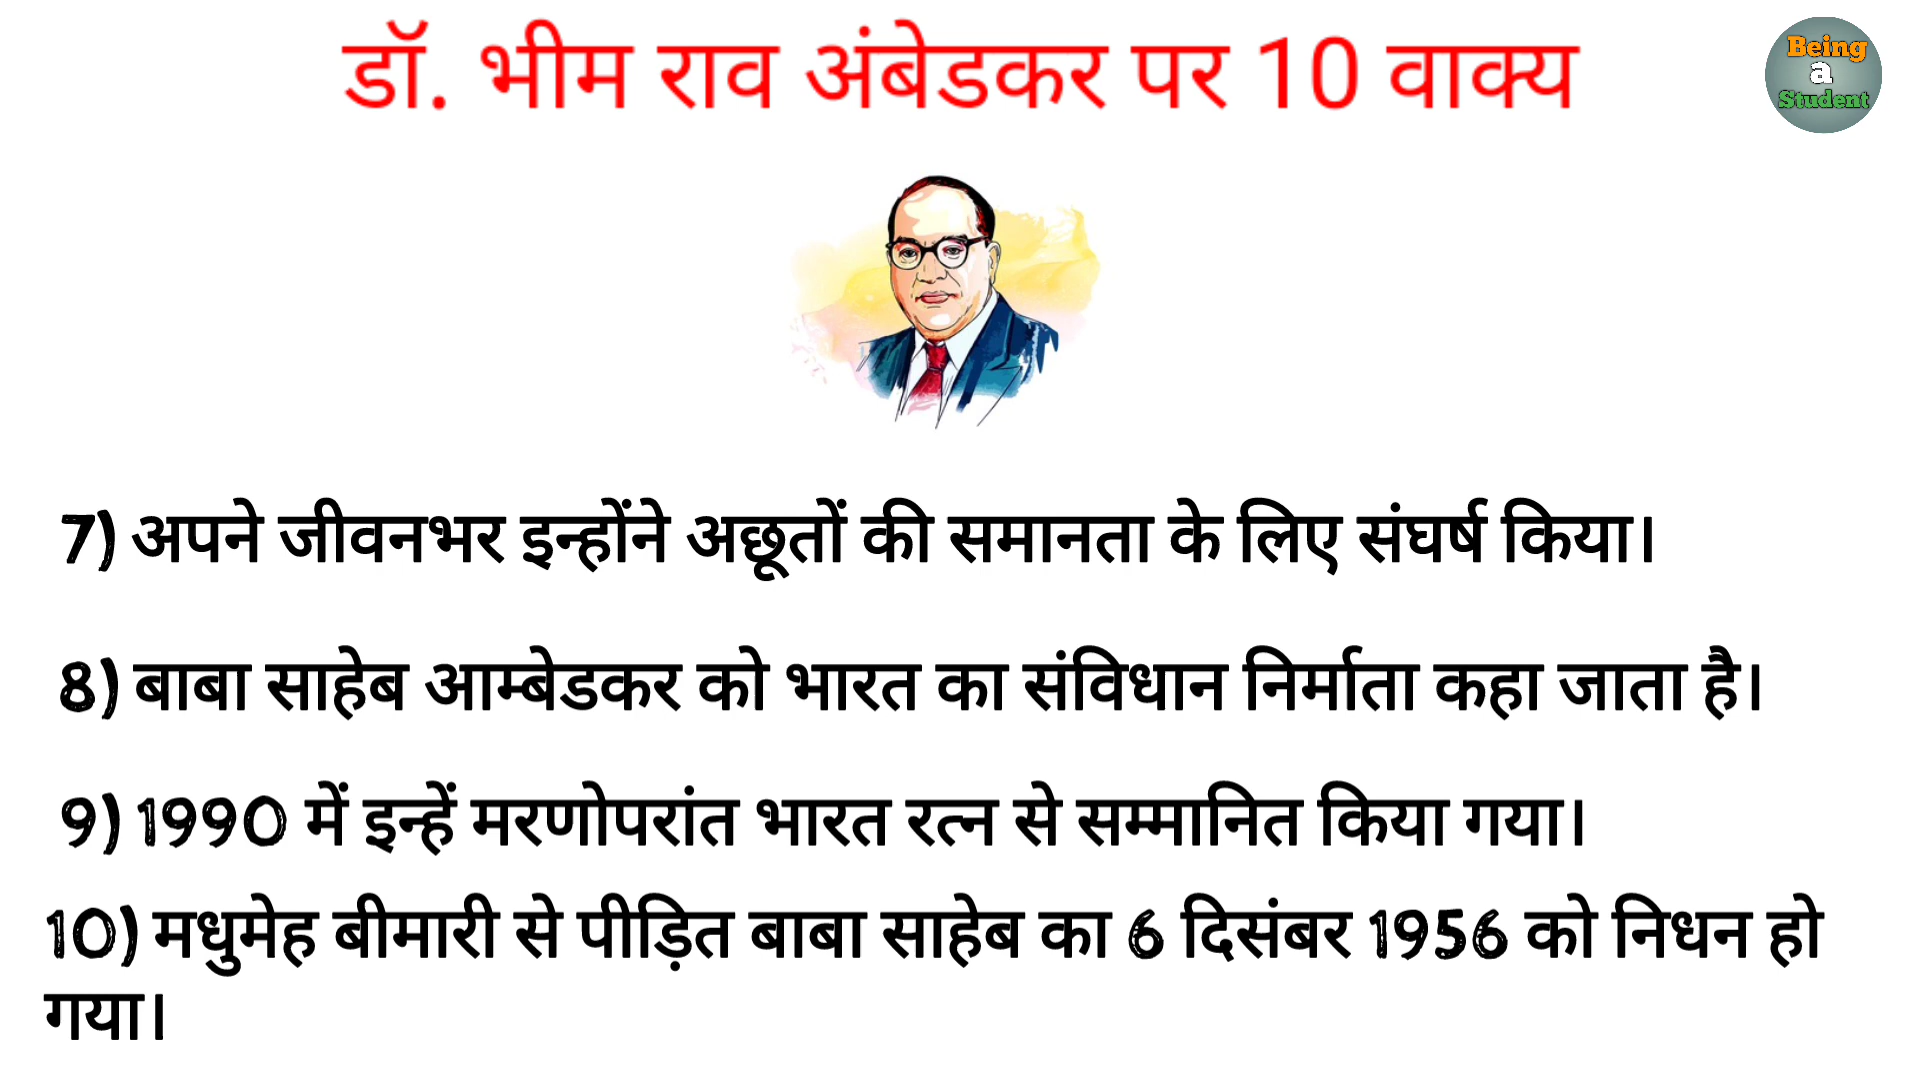 डॉ. भीम राव अंबेडकर पर 10 वाक्य
Being
a
Student
7) अपने जीवनभर इन्होंने अछूतों की समानता के लिए संघर्ष किया।
8) बाबा साहेब आम्बेडकर को भारत का संविधान निर्माता कहा जाता है।
9) 1990 में इन्हें मरणोपरांत भारत रत्न से सम्मानित किया गया।
10) मधुमेह बीमारी से पीड़ित बाबा साहेब का 6 दिसंबर 1956 को निधन हो
गया।